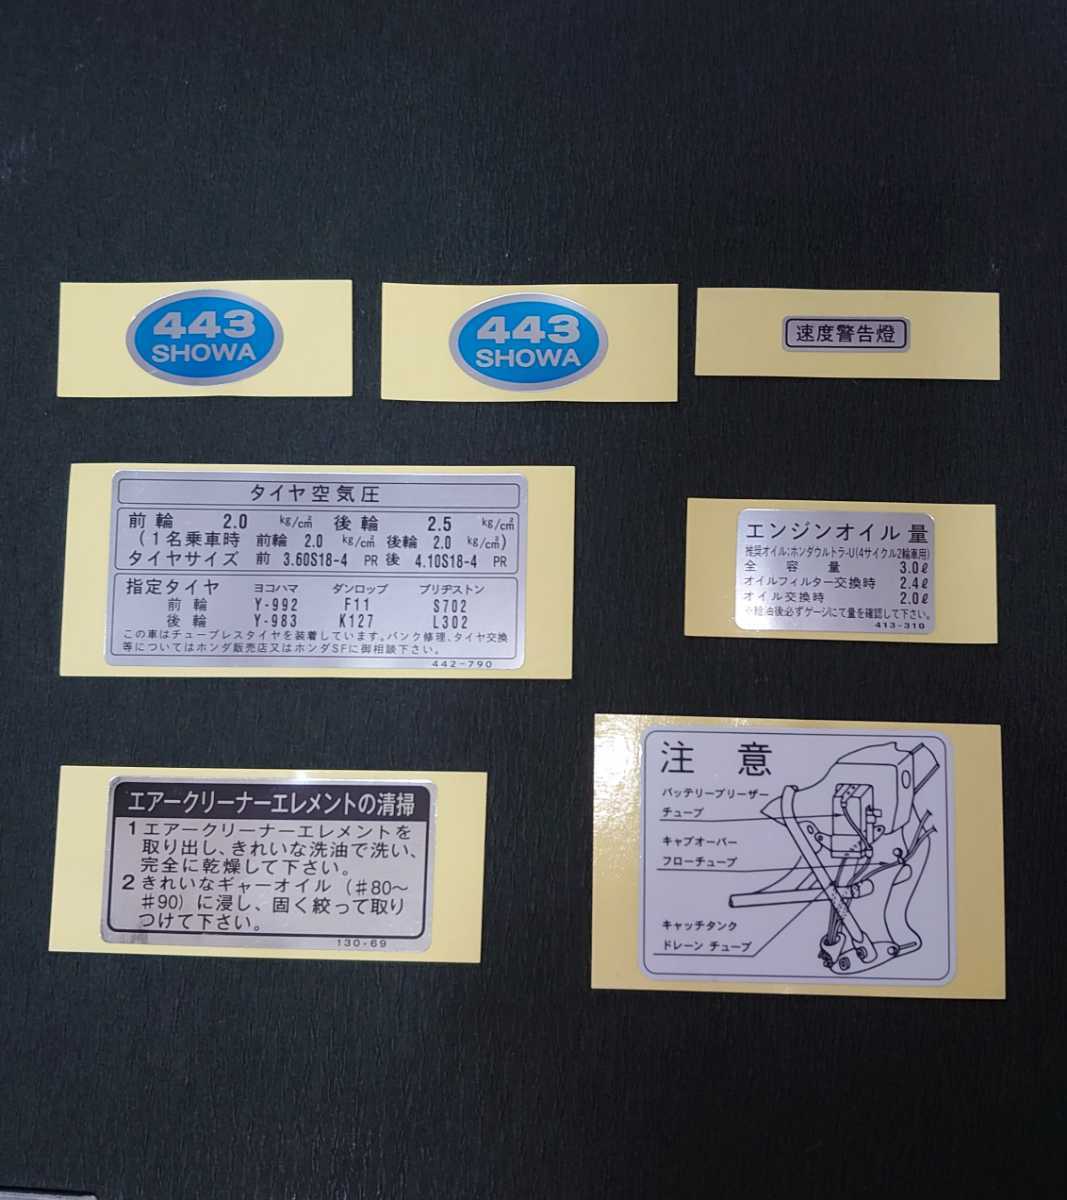 443
SHOWA
443
SHOWA
速度警告燈
タイヤ空気圧
前輪 2.0 kg/cm² 後輪 2.5 kg/cm²
(1名乗車時 前輪 2.0 kg/cm² 後輪 2.0 kg/cm²)
タイヤサイズ 前 3.60S18-4 PR 後 4.10S18-4 PR
指定タイヤ ヨコハマ ダンロップ ブリヂストン
前輪 Y-992 F11 S702
後輪 Y-983 K127 L302
この車はチューブレスタイヤを装着しています。パンク修理、タイヤ交換
等についてはホンダ販売店又はホンダSFに御相談下さい。
442-790
エンジンオイル量
推奨オイル:ホンダウルトラ-U(4サイクル2輪車用)
全容量 3.0ℓ
オイルフィルター交換時 2.4ℓ
オイル交換時 2.0ℓ
※給油後必ずゲージにて量を確認して下さい。
413-310
エアークリーナーエレメントの清掃
1 エアークリーナーエレメントを
取り出し、きれいな洗油で洗い、
完全に乾燥して下さい。
2 きれいなギャーオイル(#80〜
#90)に浸し、固く絞って取り
つけて下さい。
130-69
注意
バッテリーブリーザー
チューブ
キャブオーバー
フローチューブ
キャッチタンク
ドレーン チューブ